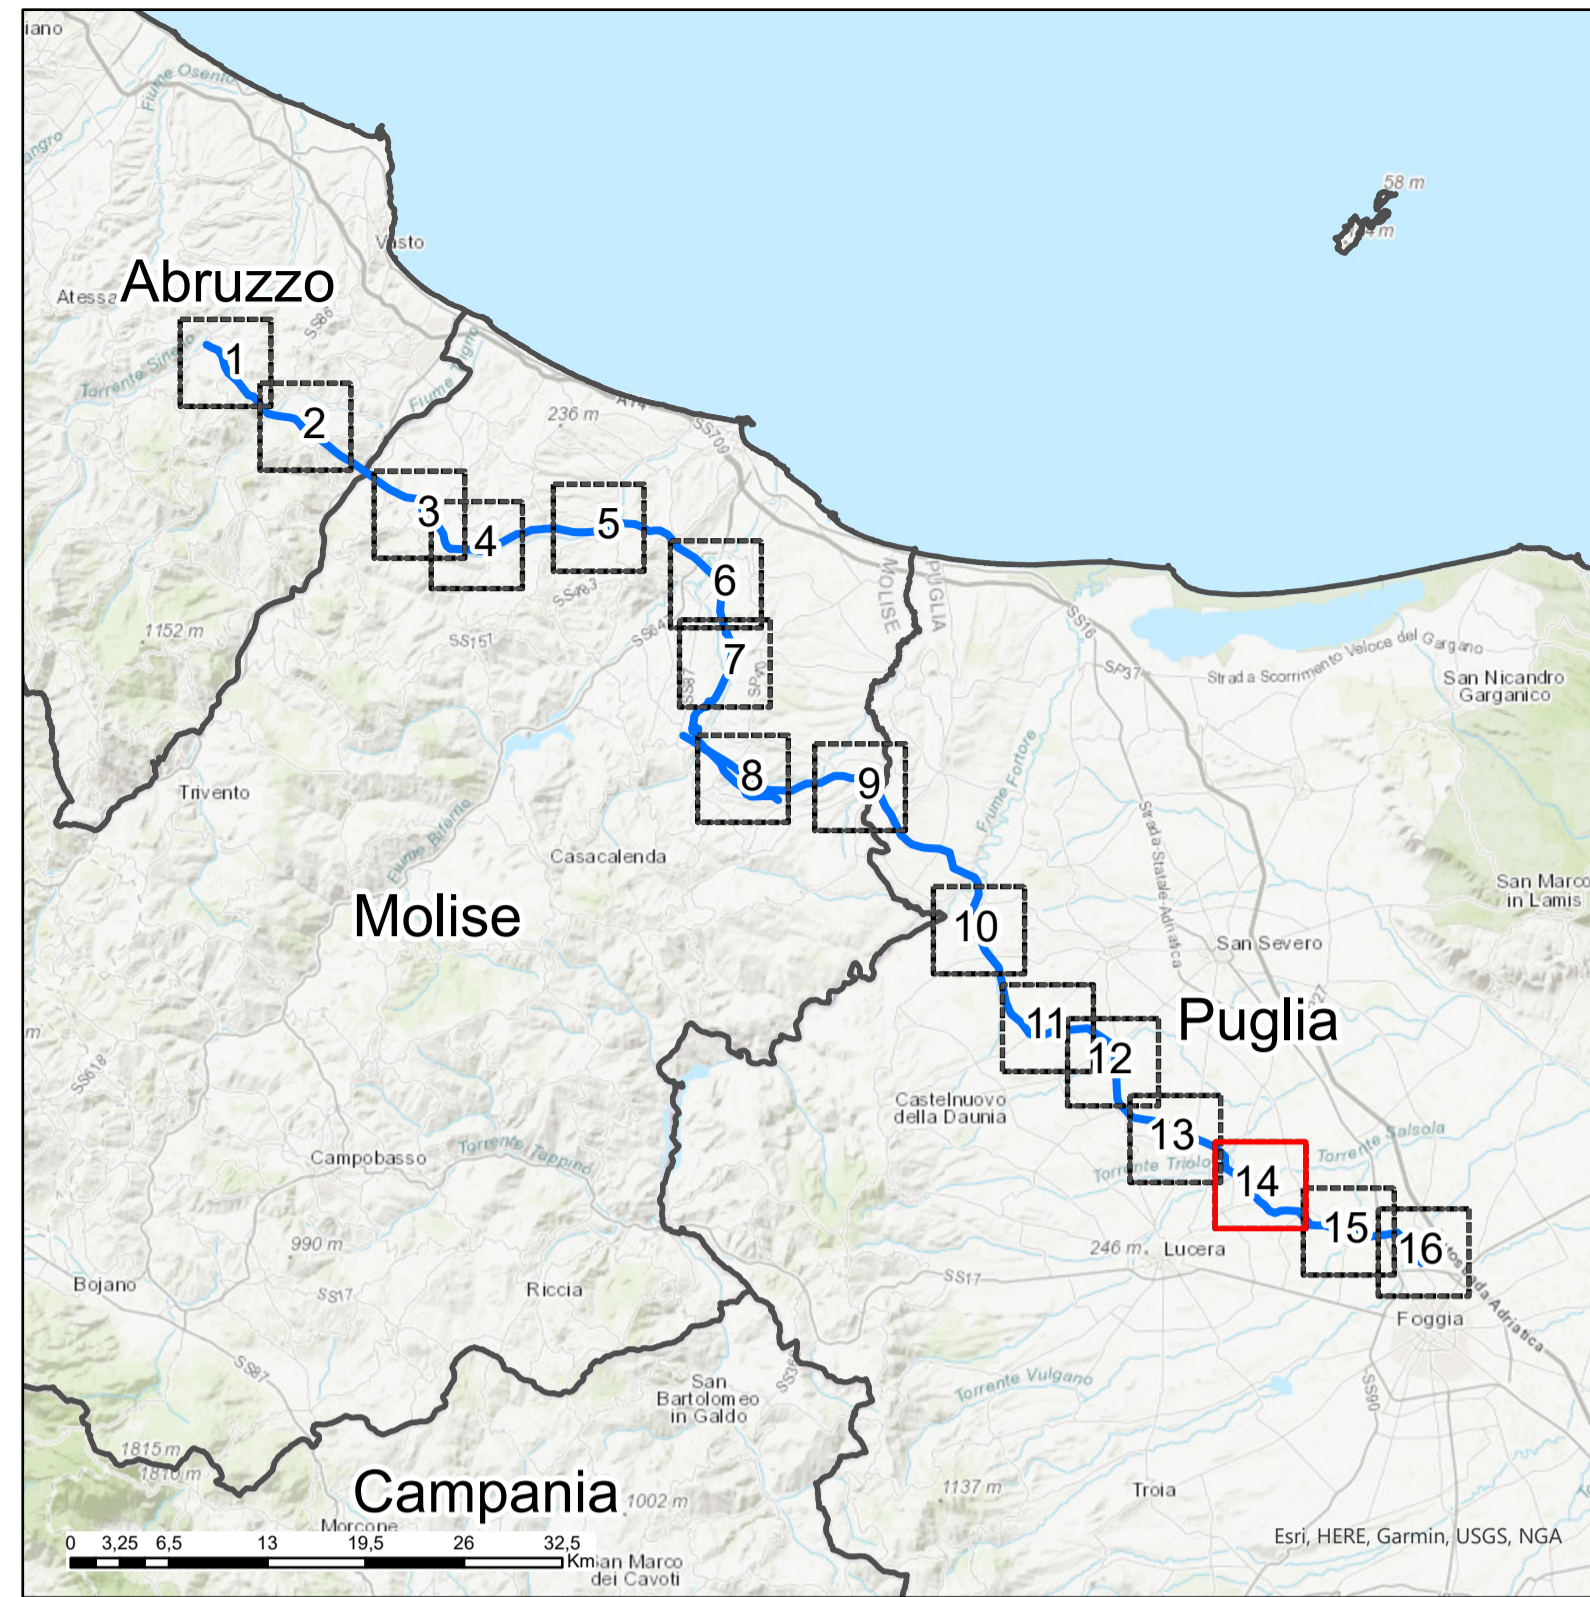 iano
Fiume Osento
angro
58 m
Vasto
Abruzzo
Atessa
SS86
1
Torrente Sinello
Fiume Trigno
2
236 m
A14
SS709
3
4
5
6
SS483
MOLISE
PUGLIA
SS16
1152 m
SS157
SS647
7
SS87
SP40
SP37
Strada Scorrimento Veloce del Gargano
San Nicandro
Garganico
Trivento
8
9
Fiume Fortore
Strada Statale Adriatica
Fiume Biferno
Casacalenda
San Marco
in Lamis
Molise
10
San Severo
m
11
Puglia
12
SS618
Castelnuovo
della Daunia
13
Torrente Salsola
Torrente Tappino
Campobasso
Torrente Triolo
14
15
16
990 m
246 m
Lucera
Bojano
SS17
Riccia
SS17
Foggia
SS87
San
Bartolomeo
in Galdo
Torrente Vulgano
SS90
1815 m
1816 m
Campania
1002 m
1137 m
Troia
Morcone
0 3,25 6,5 13 19,5 26 32,5
Km
San Marco
dei Cavoti
Esri, HERE, Garmin, USGS, NGA